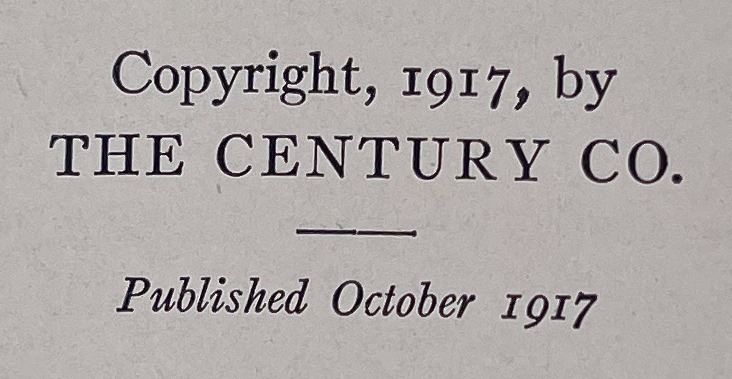 Copyright, 1917, by
THE CENTURY CO.
Published October 1917